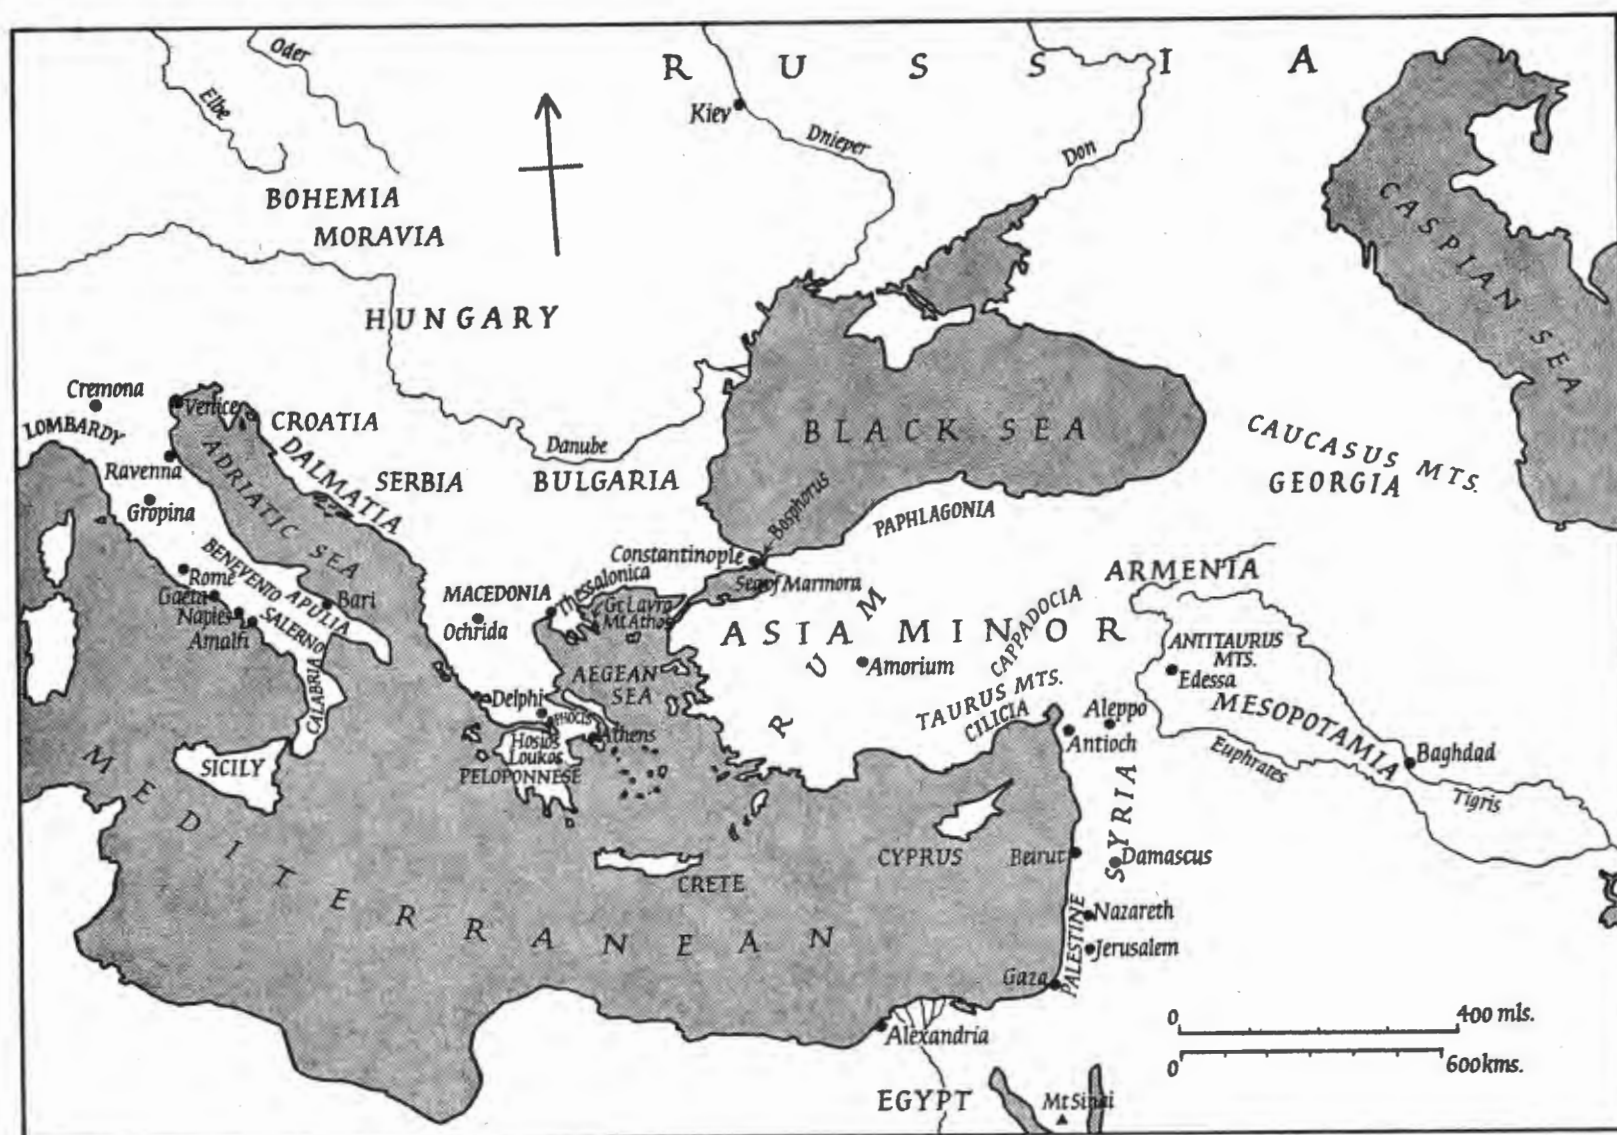 RUSSIA
Oder
Elbe
Kiev
Dnieper
Don
BOHEMIA
MORAVIA
CASPIAN SEA
HUNGARY
Cremona
Venice
CROATIA
LOMBARDY
Ravenna
ADRIATIC SEA
DALMATIA
SERBIA
Danube
BULGARIA
BLACK SEA
CAUCASUS MTS.
GEORGIA
Gropina
Bosphorus
PAPHLAGONIA
Constantinople
Sea of Marmora
Rome
BENEVENTO
APULIA
Bari
Gaeta
Naples
Amalfi
SALERNO
CALABRIA
MACEDONIA
Ochrida
Thessalonica
Gt. Lavra
Mt Athos
ARMENIA
ASIA MINOR
RUM
CAPPADOCIA
Amorium
ANTITAURUS
MTS.
Edessa
AEGEAN
SEA
Delphi
PHOCIS
Hosios
Loukos
Athens
PELOPONNESE
TAURUS MTS.
CILICIA
Aleppo
Antioch
MESOPOTAMIA
Baghdad
Euphrates
Tigris
SICILY
MEDITERRANEAN
CRETE
CYPRUS
Beirut
SYRIA
Damascus
Nazareth
PALESTINE
Jerusalem
Gaza
Alexandria
EGYPT
Mt Sinai
0 400 mls.
0 600kms.